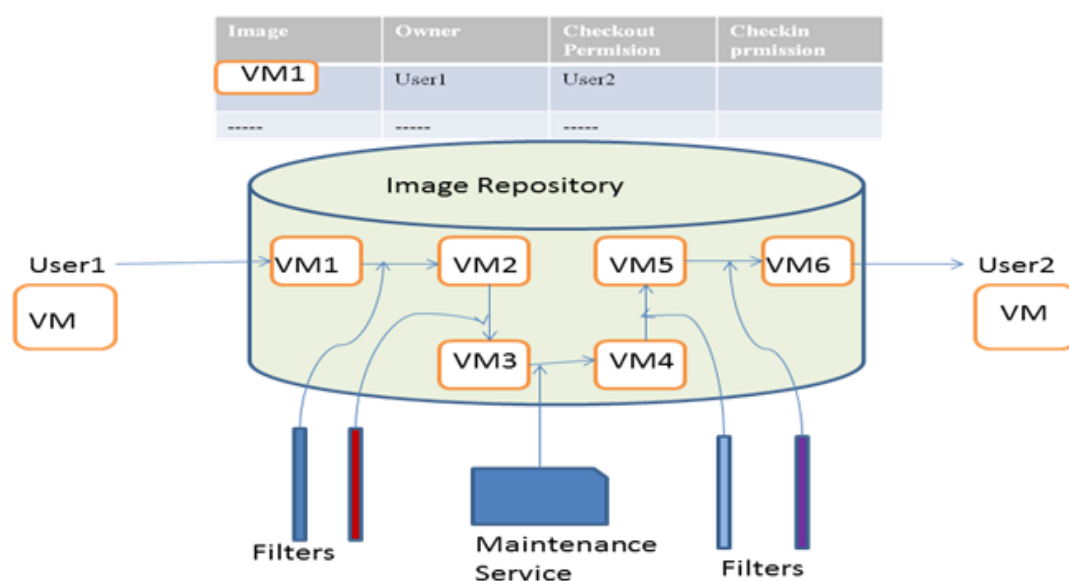 Image Owner Checkout Permision Checkin prmission
VM1 User1 User2
----- ----- -----
Image Repository
User1 VM1 VM2 VM5 VM6 User2
VM VM
VM3 VM4
Filters Maintenance Service Filters